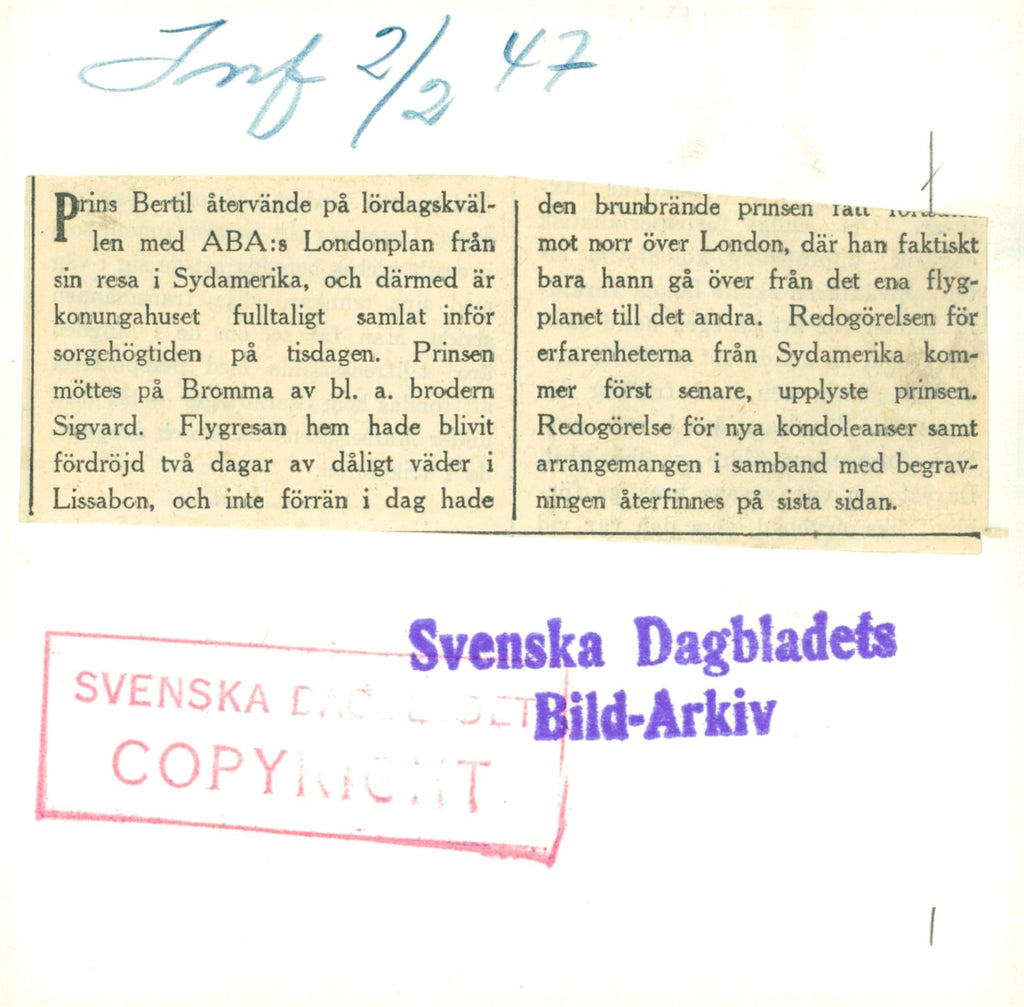 Inf 2/2 47
Prins Bertil återvände på lördagskväl-
len med ABA:s Londonplan från
sin resa i Sydamerika, och därmed är
konungahuset fulltaligt samlat inför
sorgehögtiden på tisdagen. Prinsen
möttes på Bromma av bl. a. brodern
Sigvard. Flygresan hem hade blivit
fördröjd två dagar av dåligt väder i
Lissabon, och inte förrän i dag hade
den brunbrände prinsen fått
mot norr över London, där han faktiskt
bara hann gå över från det ena flyg-
planet till det andra. Redogörelsen för
erfarenheterna från Sydamerika kom-
mer först senare, upplyste prinsen.
Redogörelse för nya kondoleanser samt
arrangemangen i samband med begrav-
ningen återfinnes på sista sidan.
Svenska Dagbladets
Bild-Arkiv
SVENSKA DAGBLADET
COPYRIGHT